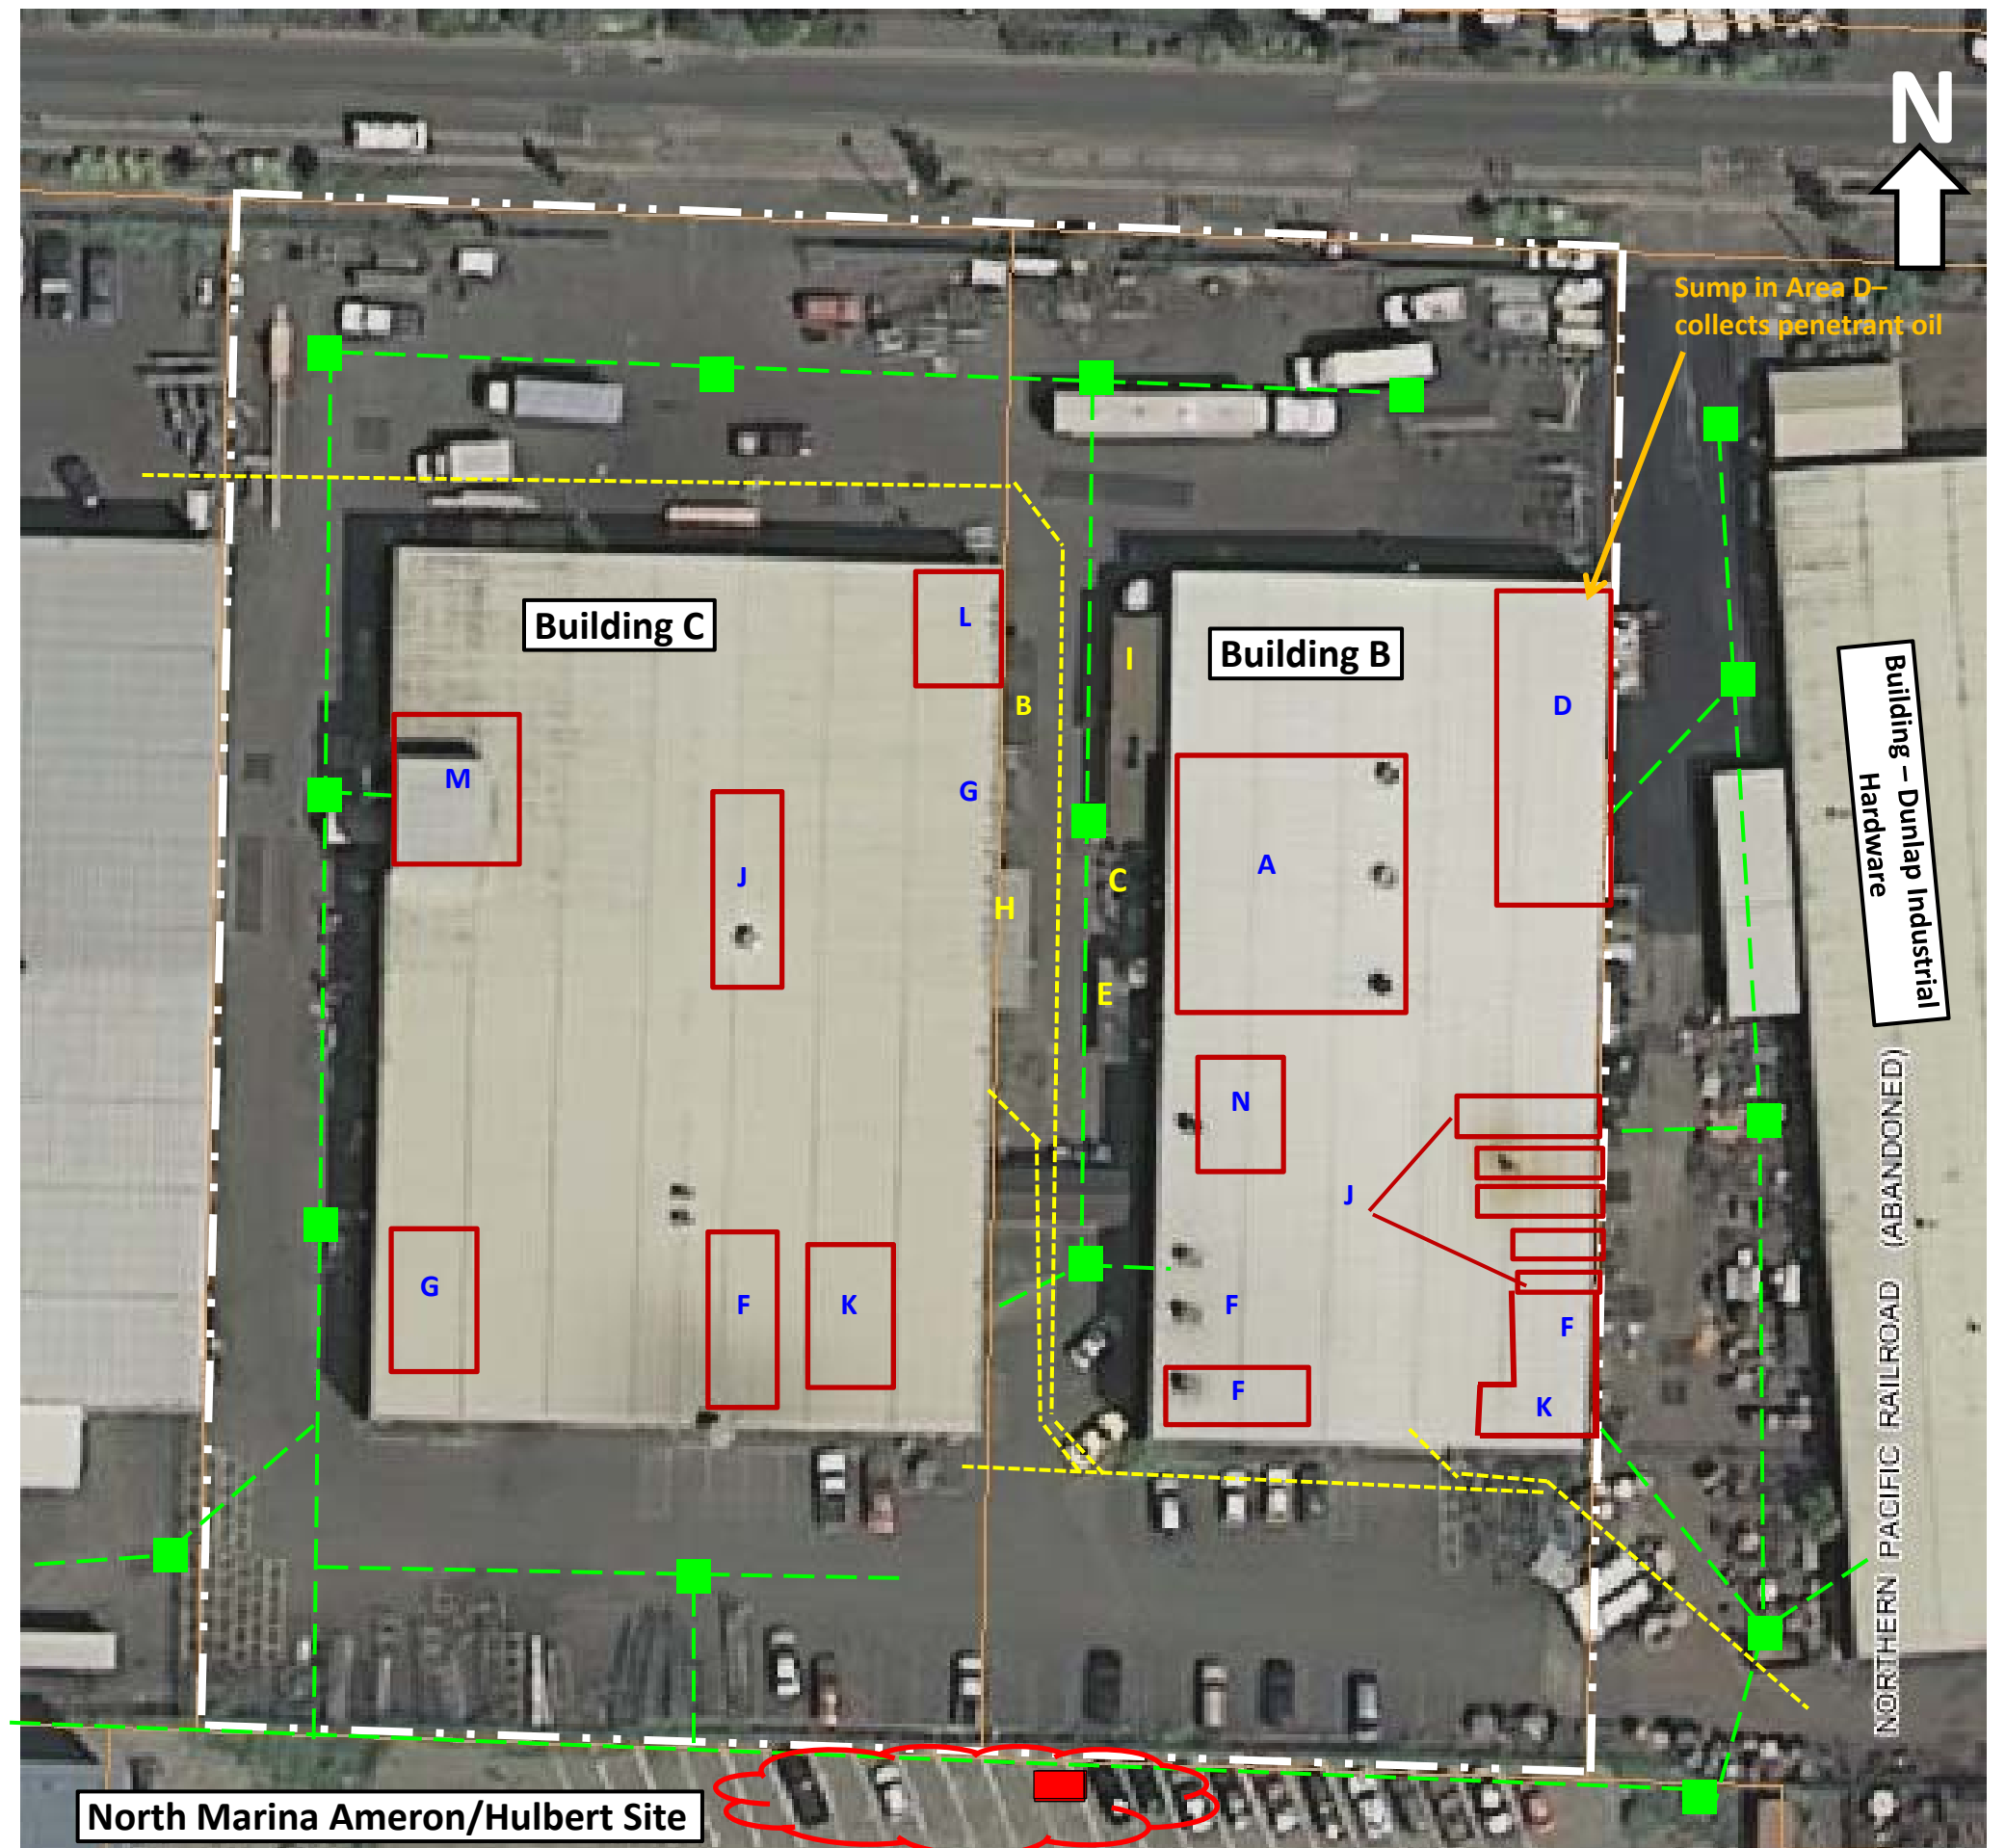 N
Sump in Area D–
collects penetrant oil
Building C
L
Building B
I
B
D
M
G
J
A
C
H
E
N
J
G
F
K
F
F
F
K
Building – Dunlap Industrial
Hardware
NORTHERN PACIFIC RAILROAD (ABANDONED)
North Marina Ameron/Hulbert Site